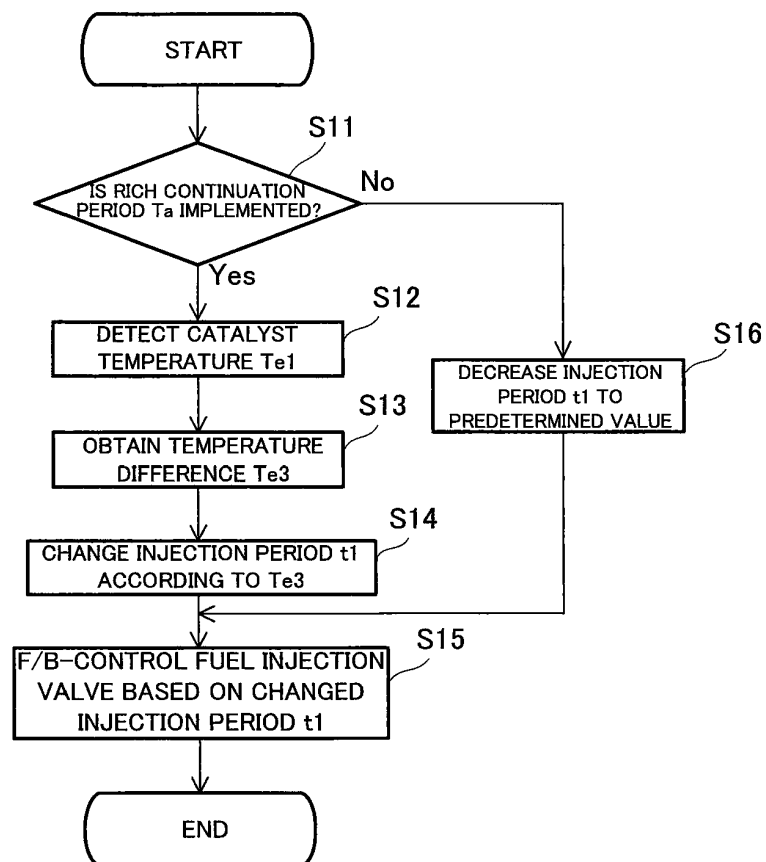 START
S11
IS RICH CONTINUATION
PERIOD Ta IMPLEMENTED?
No
Yes
S12
DETECT CATALYST
TEMPERATURE Te1
S16
DECREASE INJECTION
PERIOD t1 TO
PREDETERMINED VALUE
S13
OBTAIN TEMPERATURE
DIFFERENCE Te3
S14
CHANGE INJECTION PERIOD t1
ACCORDING TO Te3
S15
F/B-CONTROL FUEL INJECTION
VALVE BASED ON CHANGED
INJECTION PERIOD t1
END